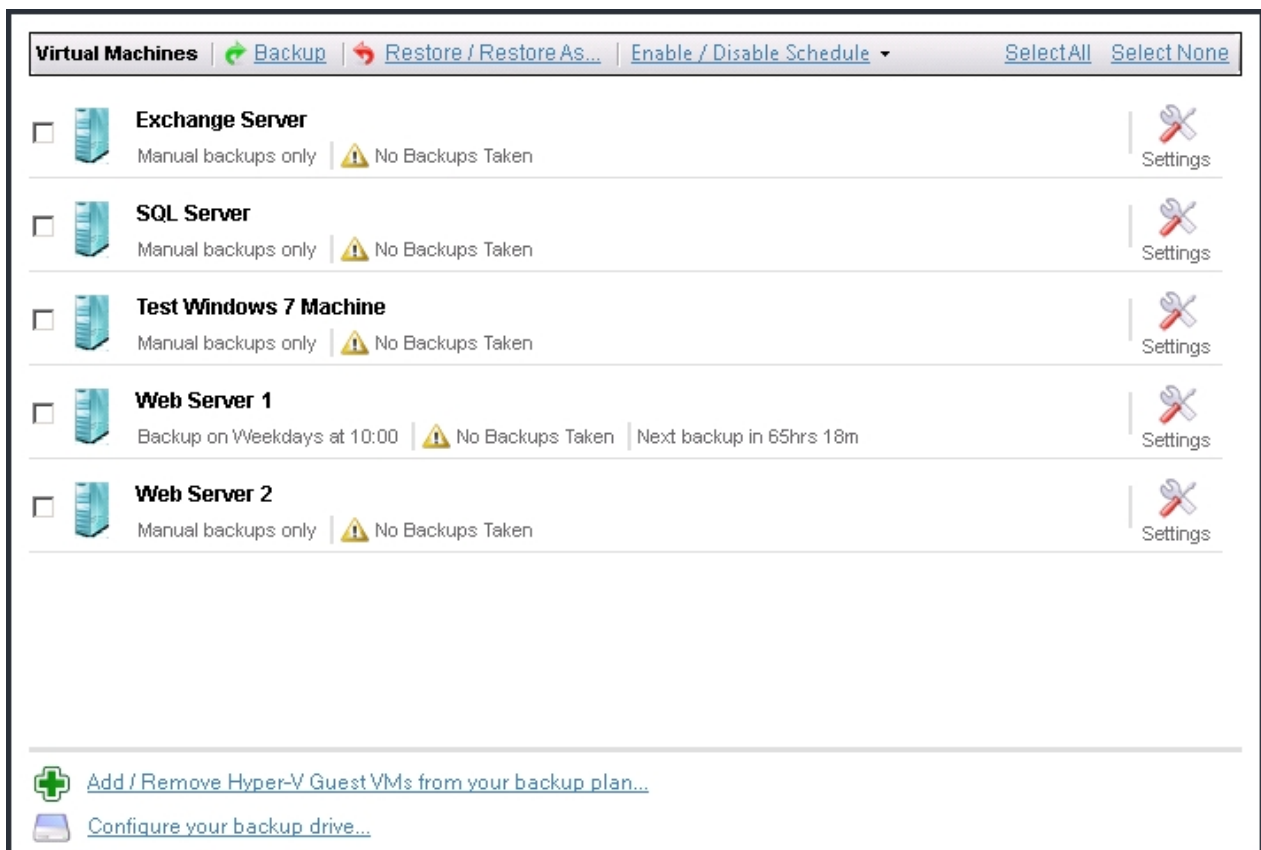 Virtual Machines Backup Restore / Restore As... Enable / Disable Schedule Select All Select None
Exchange Server
Manual backups only No Backups Taken
Settings
SQL Server
Manual backups only No Backups Taken
Settings
Test Windows 7 Machine
Manual backups only No Backups Taken
Settings
Web Server 1
Backup on Weekdays at 10:00 No Backups Taken Next backup in 65hrs 18m
Settings
Web Server 2
Manual backups only No Backups Taken
Settings
Add / Remove Hyper-V Guest VMs from your backup plan...
Configure your backup drive...